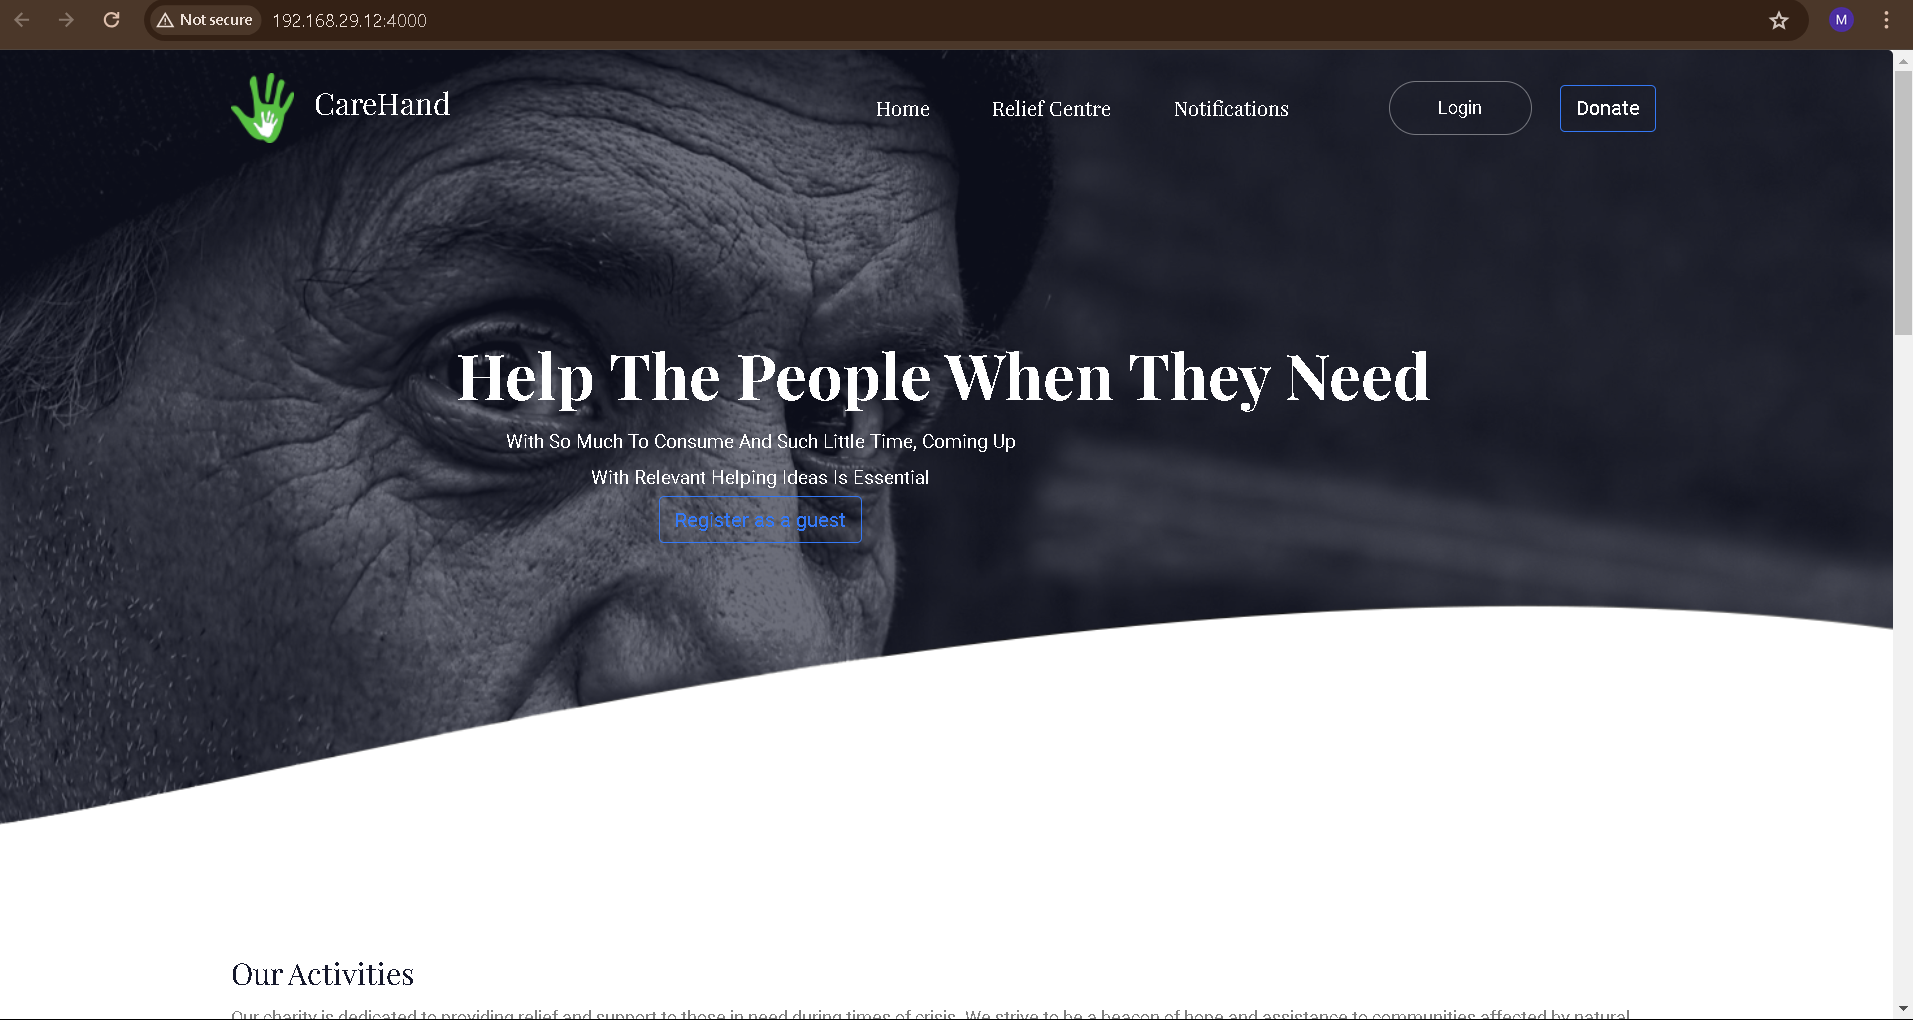 Not secure 192.168.29.12:4000 M
CareHand Home Relief Centre Notifications Login Donate
Help The People When They Need
With So Much To Consume And Such Little Time, Coming Up
With Relevant Helping Ideas Is Essential
Register as a guest
Our Activities
Our charity is dedicated to providing relief and support to those in need during times of crisis. We strive to be a beacon of hope and assistance to communities affected by natural